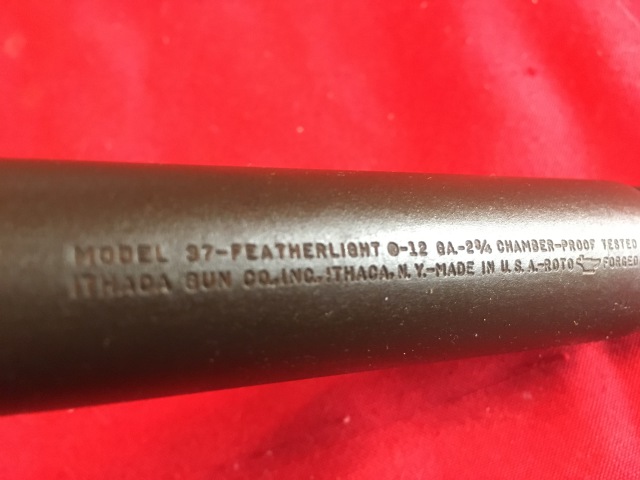 MODEL 37-FEATHERLIGHT ®-12 GA.-2¾ CHAMBER-PROOF TESTED
ITHACA GUN CO., INC., ITHACA, N.Y.-MADE IN U.S.A.-ROTO FORGED